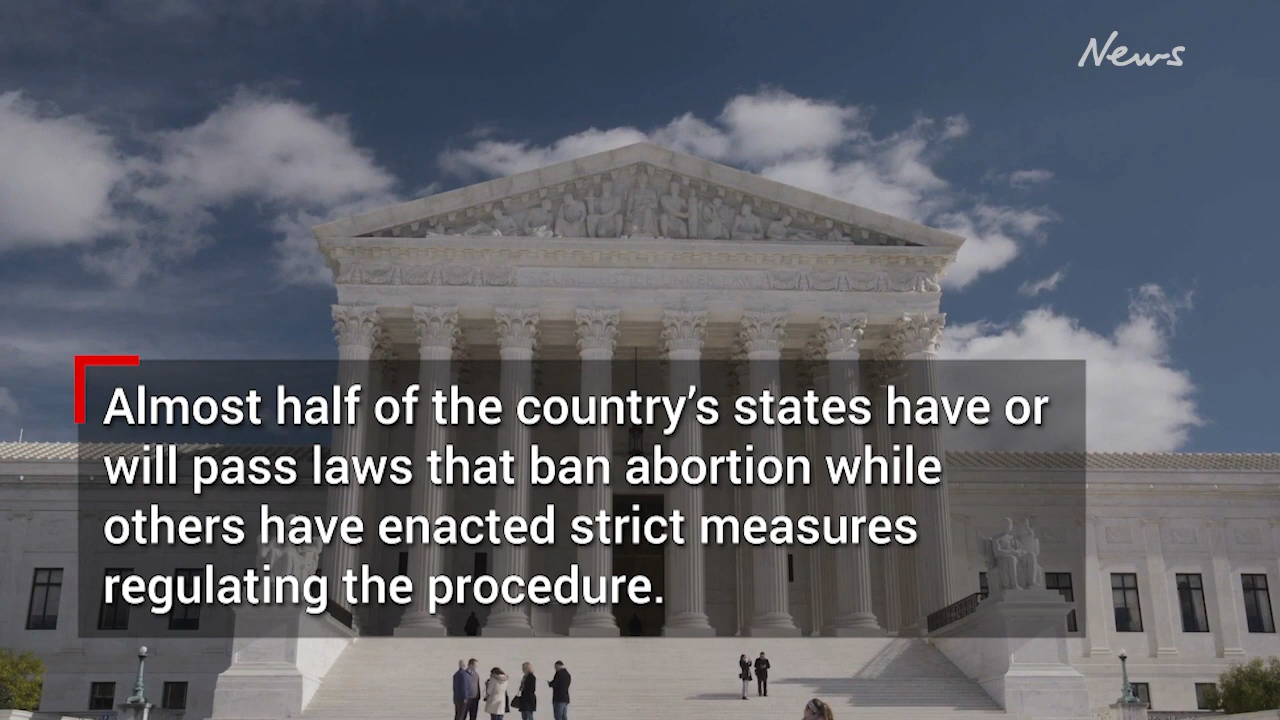 News
Almost half of the country’s states have or
will pass laws that ban abortion while
others have enacted strict measures
regulating the procedure.